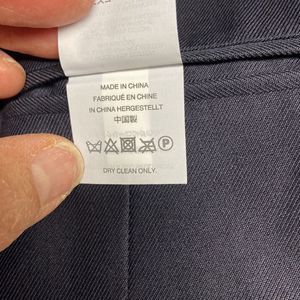 MADE IN CHINA
FABRIQUÉ EN CHINE
IN CHINA HERGESTELLT
中国製
P
DRY CLEAN ONLY.